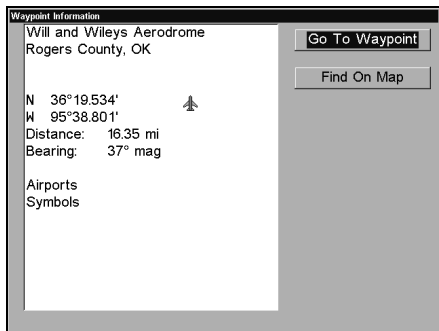 Waypoint Information
Will and Wileys Aerodrome
Rogers County, OK
N 36°19.534'
W 95°38.801'
Distance: 16.35 mi
Bearing: 37° mag
Airports
Symbols
Go To Waypoint
Find On Map